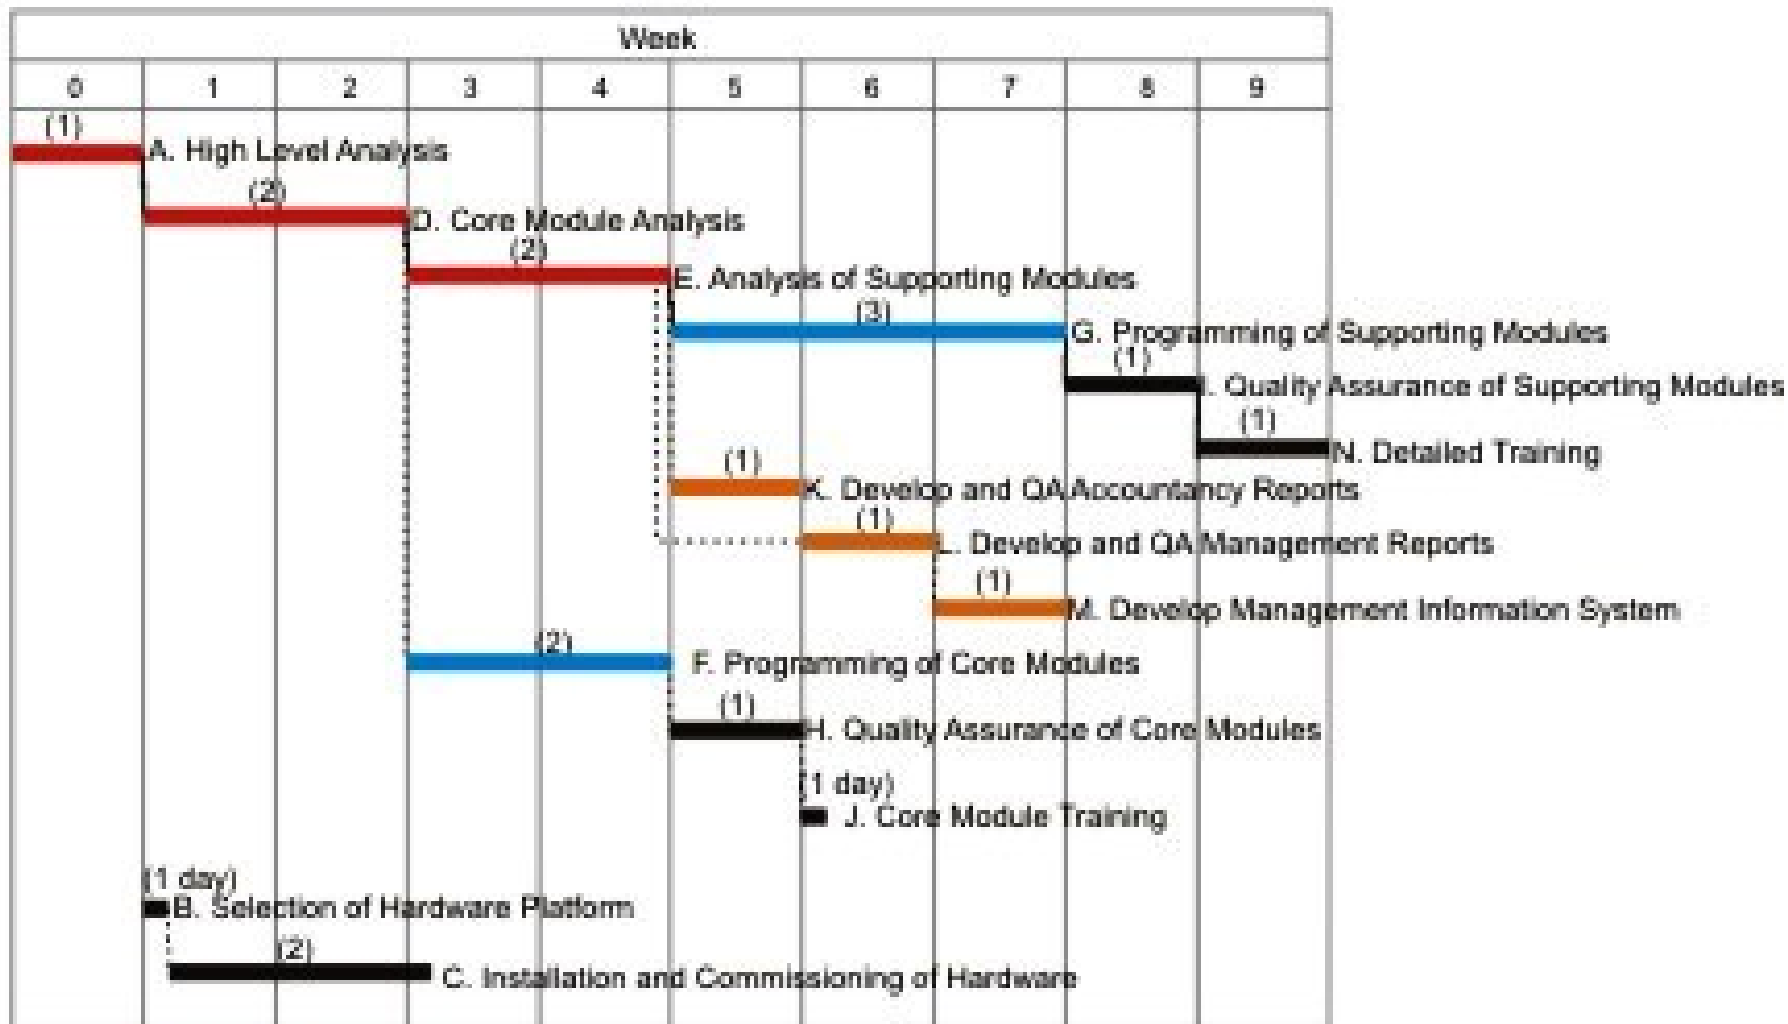 Week
0 1 2 3 4 5 6 7 8 9
(1)
A. High Level Analysis
(2)
D. Core Module Analysis
(2)
E. Analysis of Supporting Modules
(3)
G. Programming of Supporting Modules
(1)
I. Quality Assurance of Supporting Modules
(1)
N. Detailed Training
(1)
K. Develop and QA Accountancy Reports
(1)
L. Develop and QA Management Reports
(1)
M. Develop Management Information System
(2)
F. Programming of Core Modules
(1)
H. Quality Assurance of Core Modules
(1 day)
J. Core Module Training
(1 day)
B. Selection of Hardware Platform
(2)
C. Installation and Commissioning of Hardware